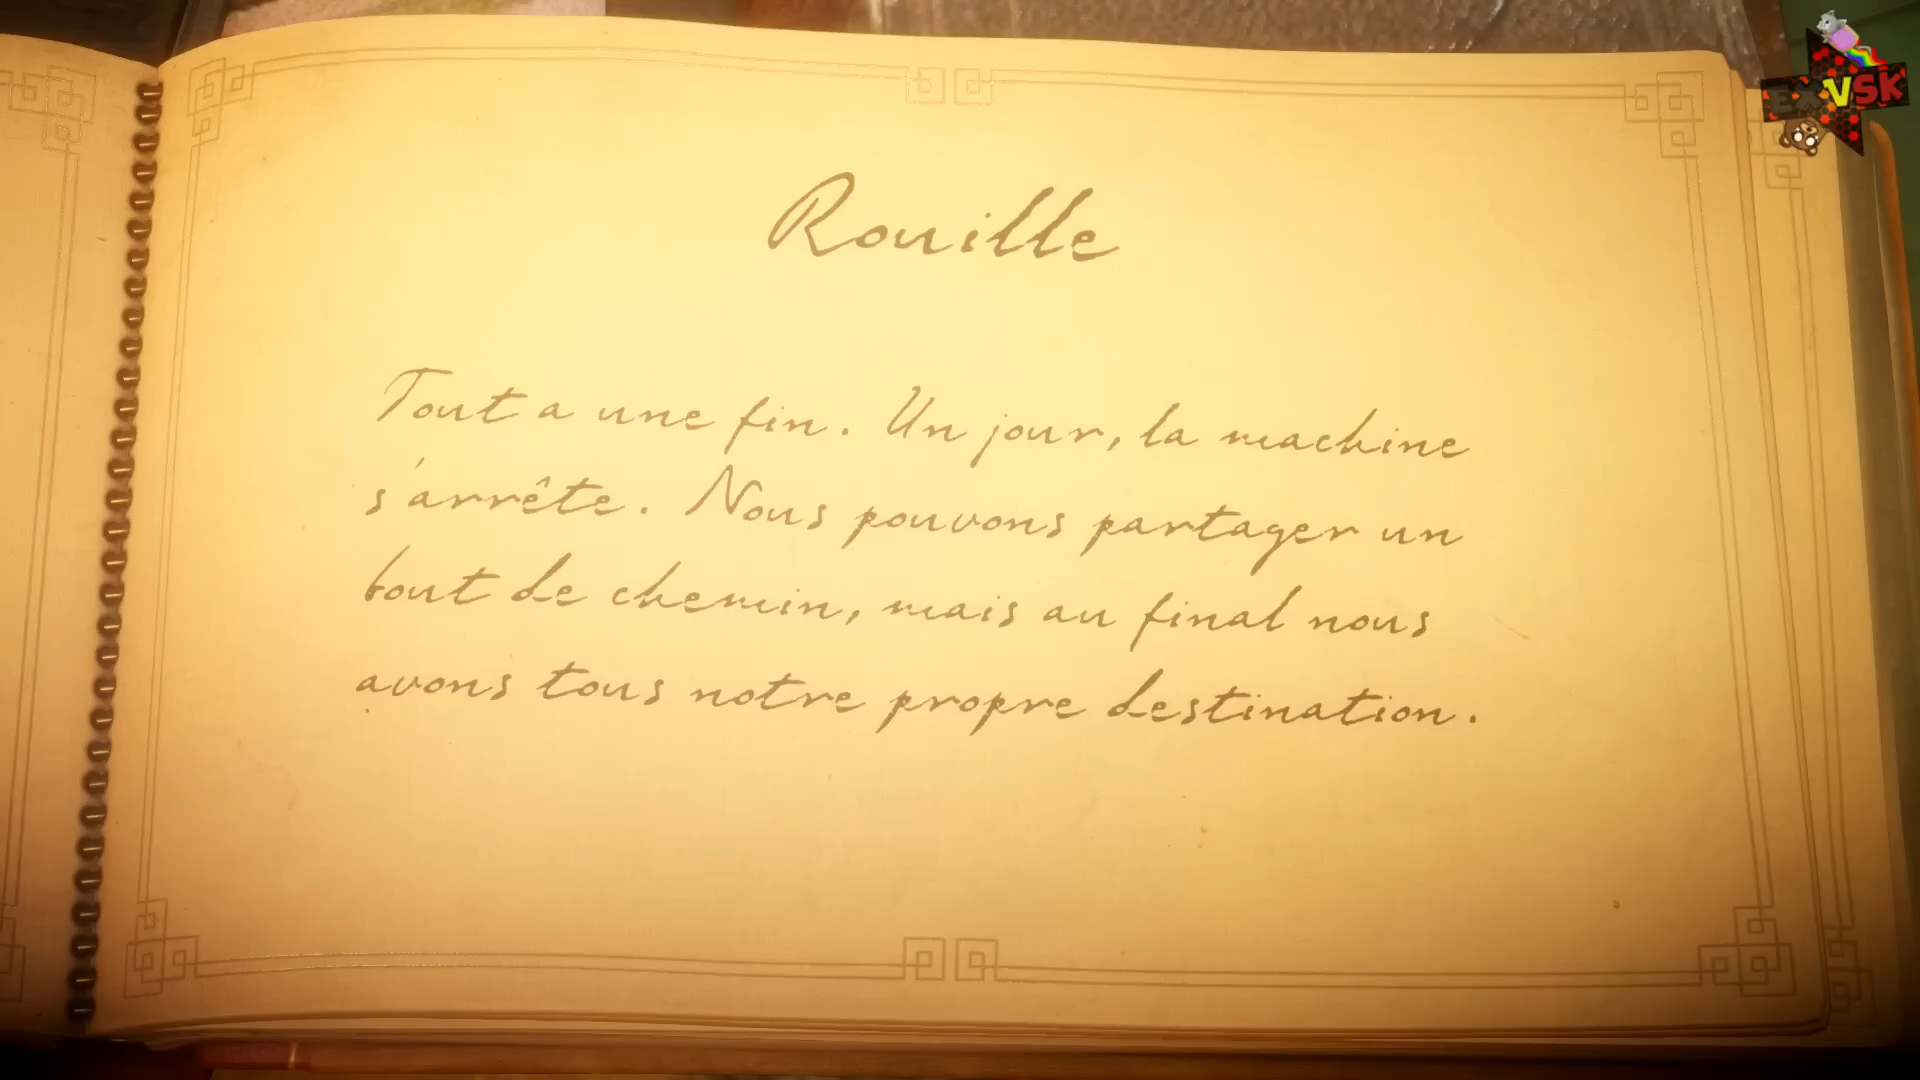 EXVSK
Rouille
Tout a une fin. Un jour, la machine
s'arrête. Nous pouvons partager un
bout de chemin, mais au final nous
avons tous notre propre destination.